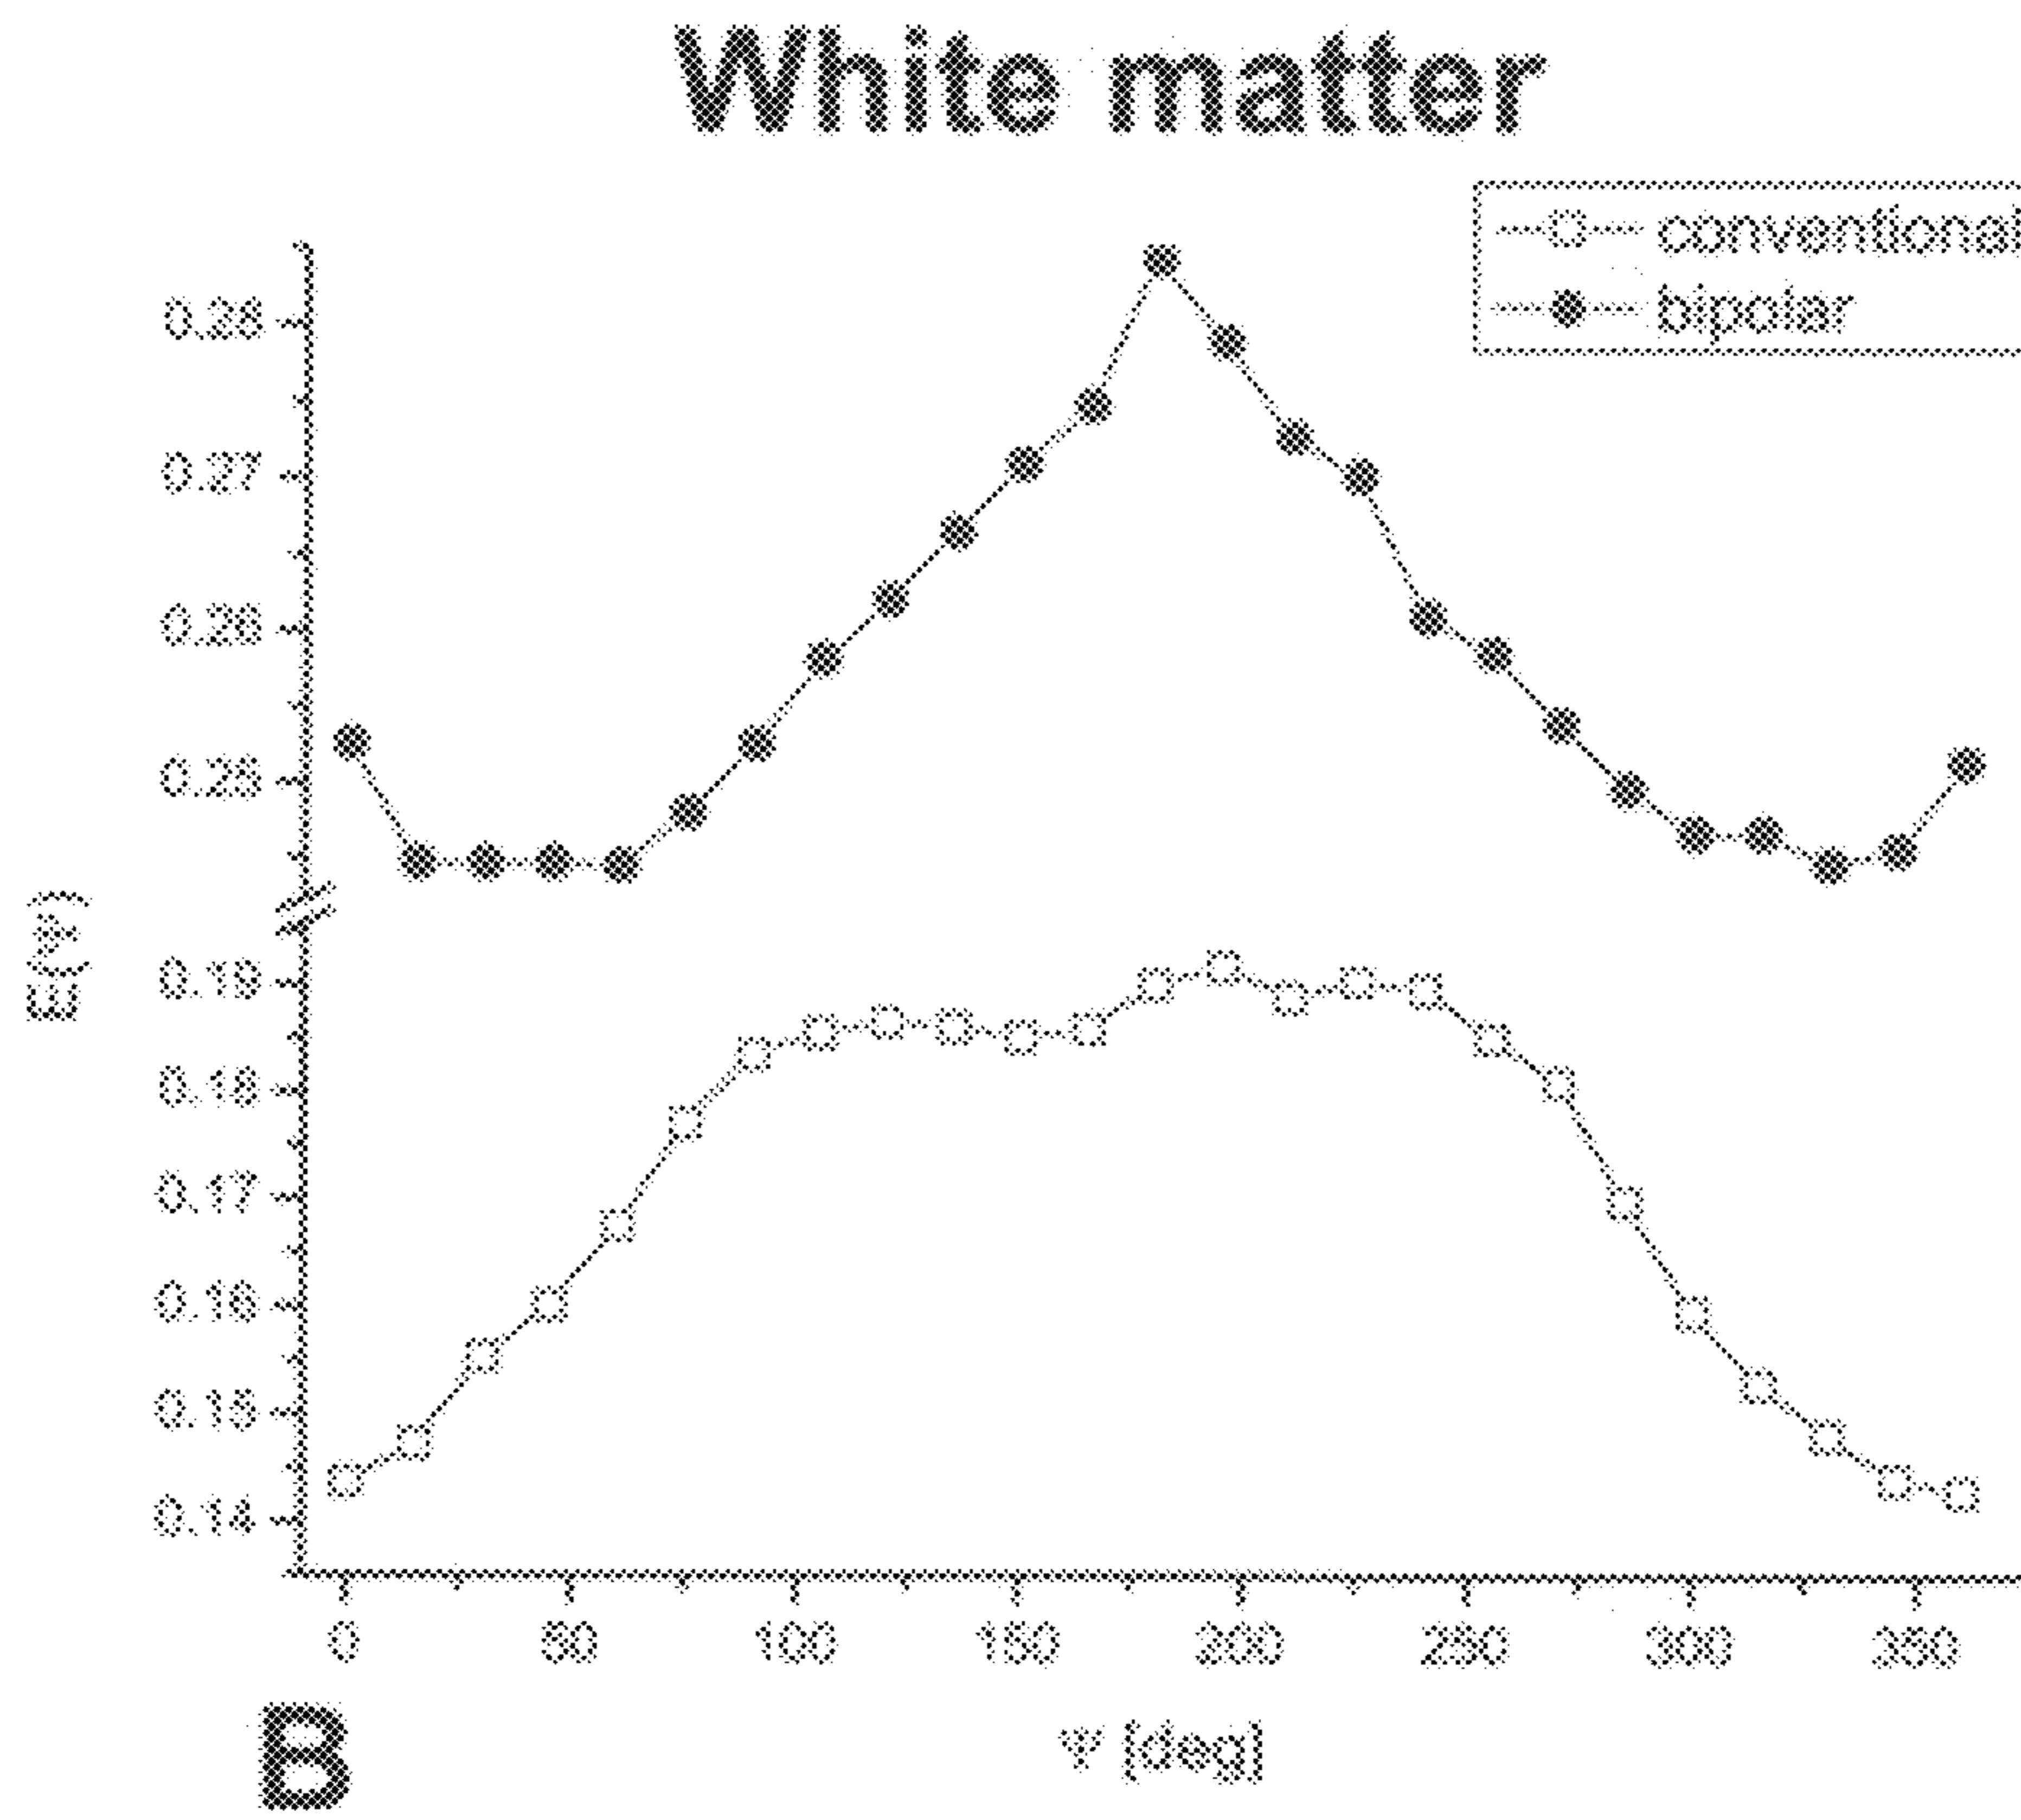 White matter
conventional
bipolar
0.28
0.27
0.26
0.25
E(ψ)
0.19
0.18
0.17
0.16
0.15
0.14
0 50 100 150 200 250 300 350
B
ψ [deg]